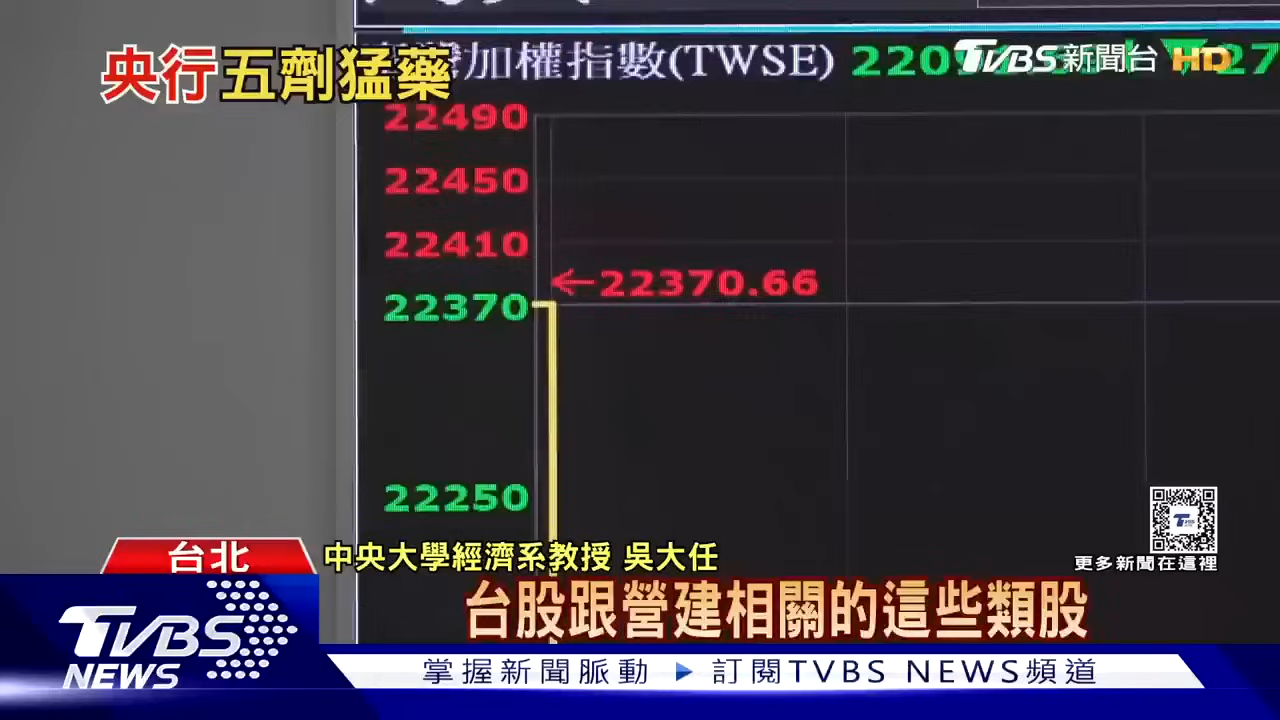 央行五劑猛藥
加權指數(TWSE)
TVBS新聞台 HD
22490
22450
22410
←22370.66
22370
22250
更多新聞在這裡
台北
中央大學經濟系教授 吳大任
台股跟營建相關的這些類股
TVBS NEWS
掌握新聞脈動 ▶ 訂閱TVBS NEWS頻道